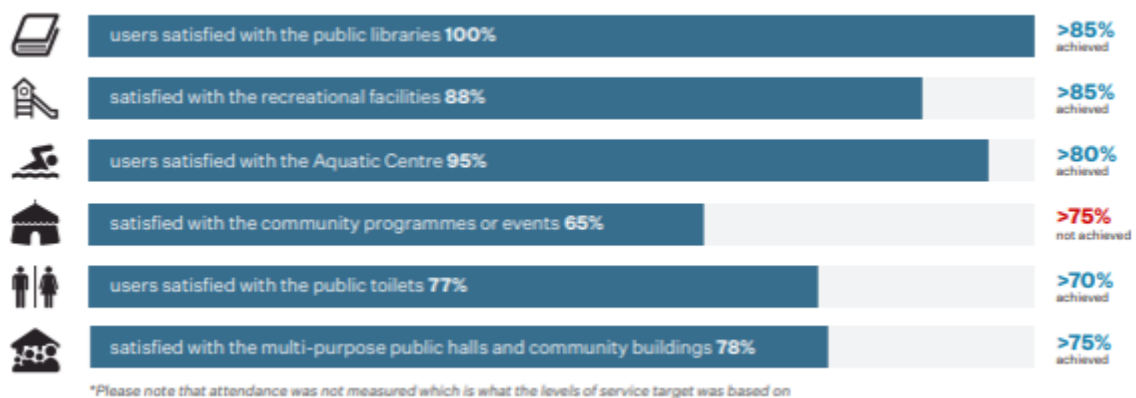 users satisfied with the public libraries 100%
>85%
achieved
satisfied with the recreational facilities 88%
>85%
achieved
users satisfied with the Aquatic Centre 95%
>80%
achieved
satisfied with the community programmes or events 65%
>75%
not achieved
users satisfied with the public toilets 77%
>70%
achieved
satisfied with the multi-purpose public halls and community buildings 78%
>75%
achieved
*Please note that attendance was not measured which is what the levels of service target was based on